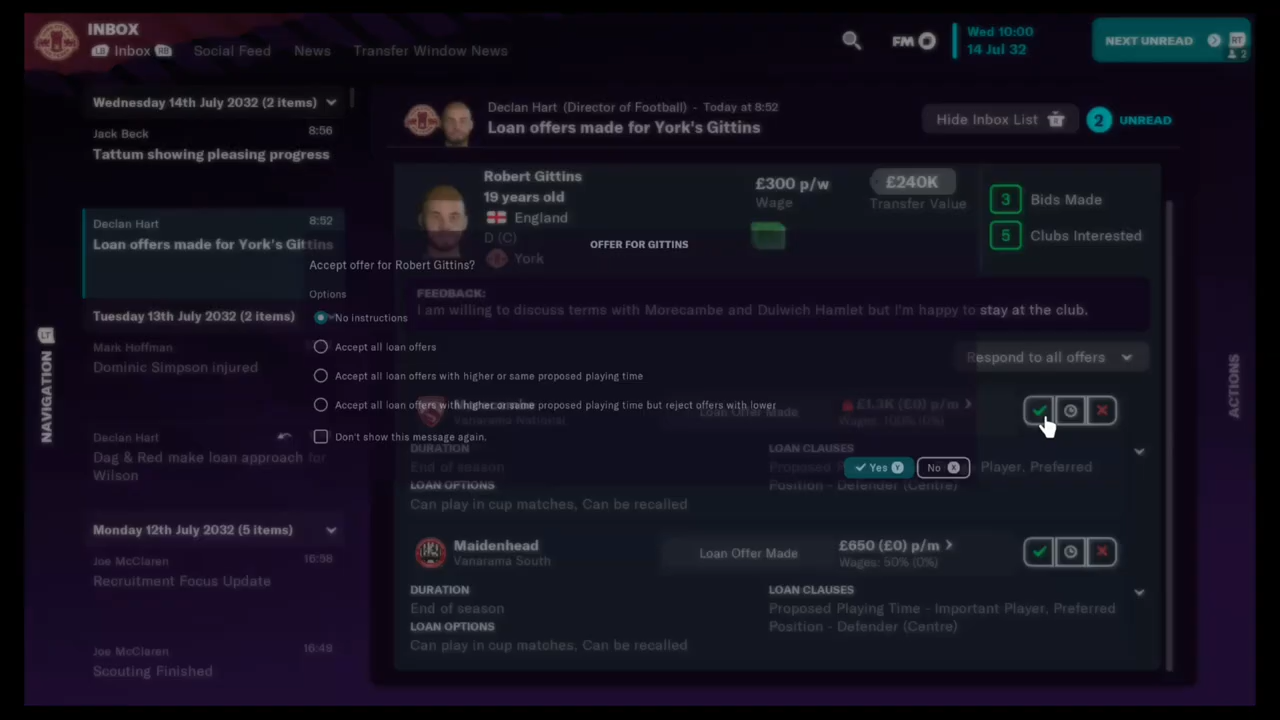 INBOX
LB Inbox RB Social Feed News Transfer Window News
FM
Wed 10:00
14 Jul 32
NEXT UNREAD RT
2
Wednesday 14th July 2032 (2 items)
Jack Beck 8:56
Tattum showing pleasing progress
Declan Hart 8:52
Loan offers made for York's Gittins
Tuesday 13th July 2032 (2 items)
Mark Hoffman
Dominic Simpson injured
Declan Hart
Dag & Red make loan approach for
Wilson
Monday 12th July 2032 (5 items)
Joe McClaren 16:58
Recruitment Focus Update
Joe McClaren 16:49
Scouting Finished
LT
NAVIGATION
ACTIONS
Declan Hart (Director of Football) - Today at 8:52
Loan offers made for York's Gittins
Hide Inbox List
2 UNREAD
Robert Gittins
19 years old
England
D (C)
York
£300 p/w
Wage
£240K
Transfer Value
3 Bids Made
5 Clubs Interested
OFFER FOR GITTINS
Accept offer for Robert Gittins?
Options
No instructions
Accept all loan offers
Accept all loan offers with higher or same proposed playing time
Accept all loan offers with higher or same proposed playing time but reject offers with lower
Don't show this message again.
Yes Y
No X
FEEDBACK:
I am willing to discuss terms with Morecambe and Dulwich Hamlet but I'm happy to stay at the club.
Respond to all offers
Vanarama National
Loan Offer Made
£1.3K (£0) p/m
Wages: 100% (0%)
DURATION
End of season
LOAN OPTIONS
Can play in cup matches, Can be recalled
LOAN CLAUSES
Player, Preferred
Position - Defender (Centre)
Maidenhead
Vanarama South
Loan Offer Made
£650 (£0) p/m
Wages: 50% (0%)
DURATION
End of season
LOAN OPTIONS
Can play in cup matches, Can be recalled
LOAN CLAUSES
Proposed Playing Time - Important Player, Preferred
Position - Defender (Centre)